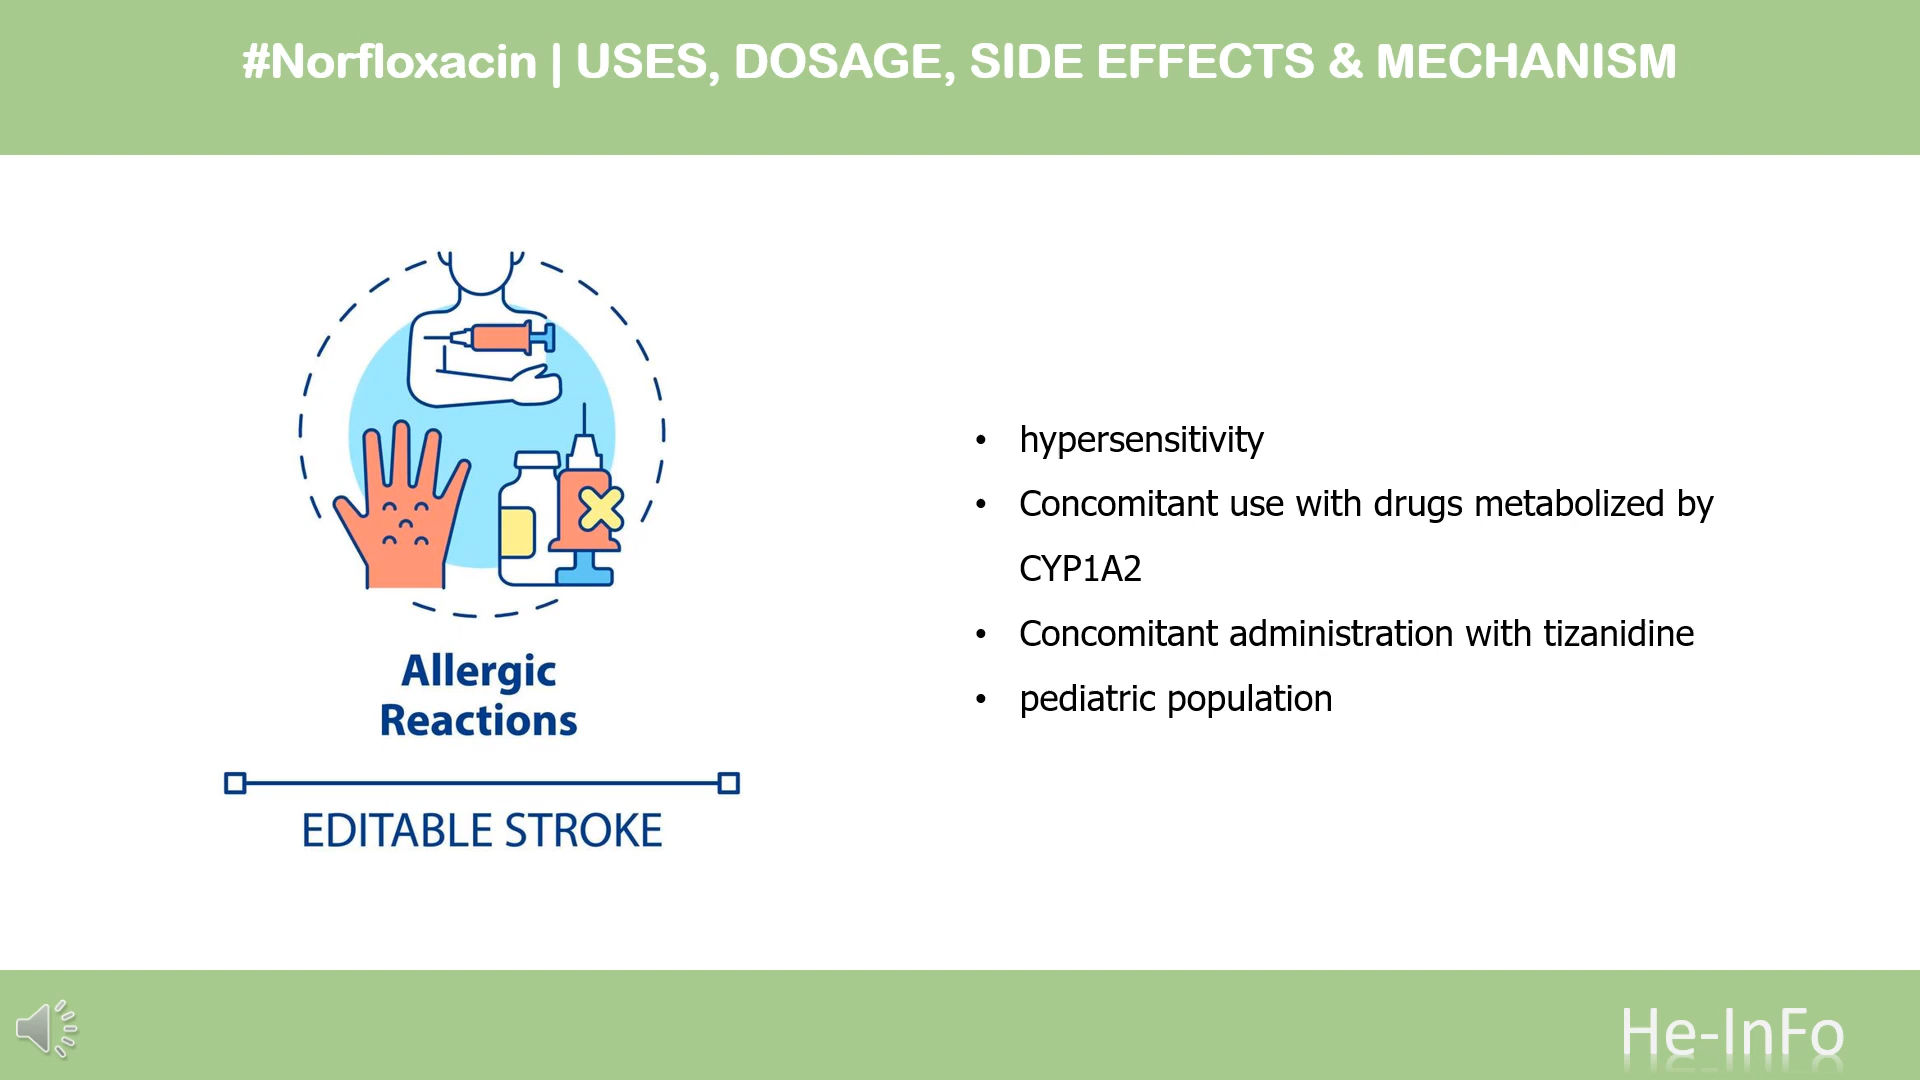 #Norfloxacin | USES, DOSAGE, SIDE EFFECTS & MECHANISM
Allergic
Reactions
EDITABLE STROKE
• hypersensitivity
• Concomitant use with drugs metabolized by
CYP1A2
• Concomitant administration with tizanidine
• pediatric population
He-InFo